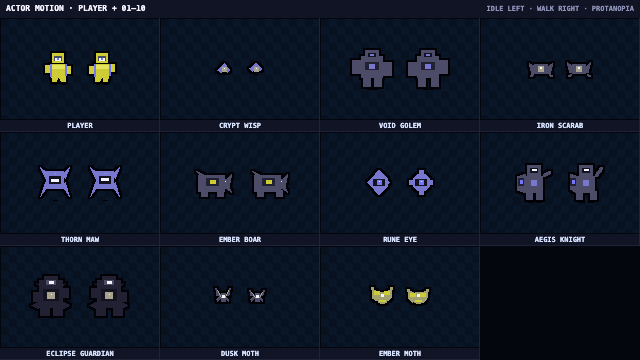 ACTOR MOTION · PLAYER + 01—10
IDLE LEFT · WALK RIGHT · PROTANOPIA
PLAYER
CRYPT WISP
VOID GOLEM
IRON SCARAB
THORN MAW
EMBER BOAR
RUNE EYE
AEGIS KNIGHT
ECLIPSE GUARDIAN
DUSK MOTH
EMBER MOTH